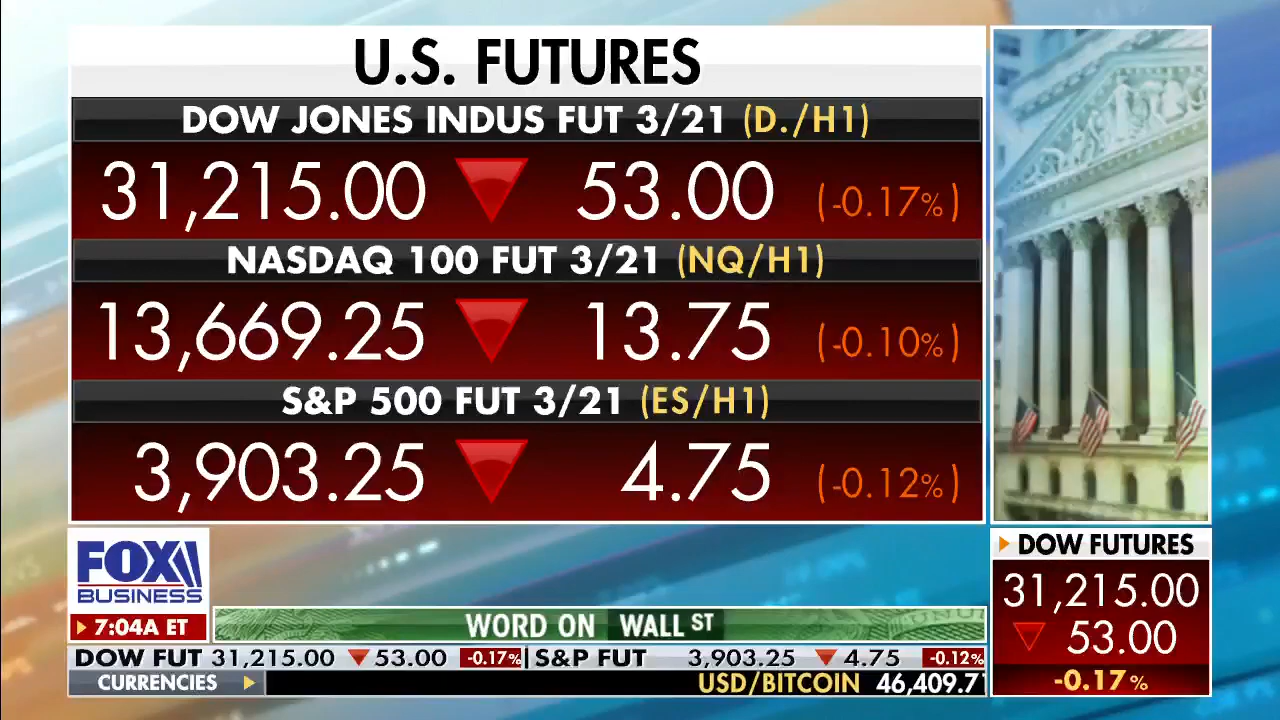 U.S. FUTURES
DOW JONES INDUS FUT 3/21 (D./H1)
31,215.00 53.00 (-0.17%)
NASDAQ 100 FUT 3/21 (NQ/H1)
13,669.25 13.75 (-0.10%)
S&P 500 FUT 3/21 (ES/H1)
3,903.25 4.75 (-0.12%)
FOX
BUSINESS
7:04A ET
WORD ON WALL ST
DOW FUTURES
31,215.00
53.00
-0.17%
DOW FUT 31,215.00 53.00 -0.17% S&P FUT 3,903.25 4.75 -0.12%
CURRENCIES USD/BITCOIN 46,409.7